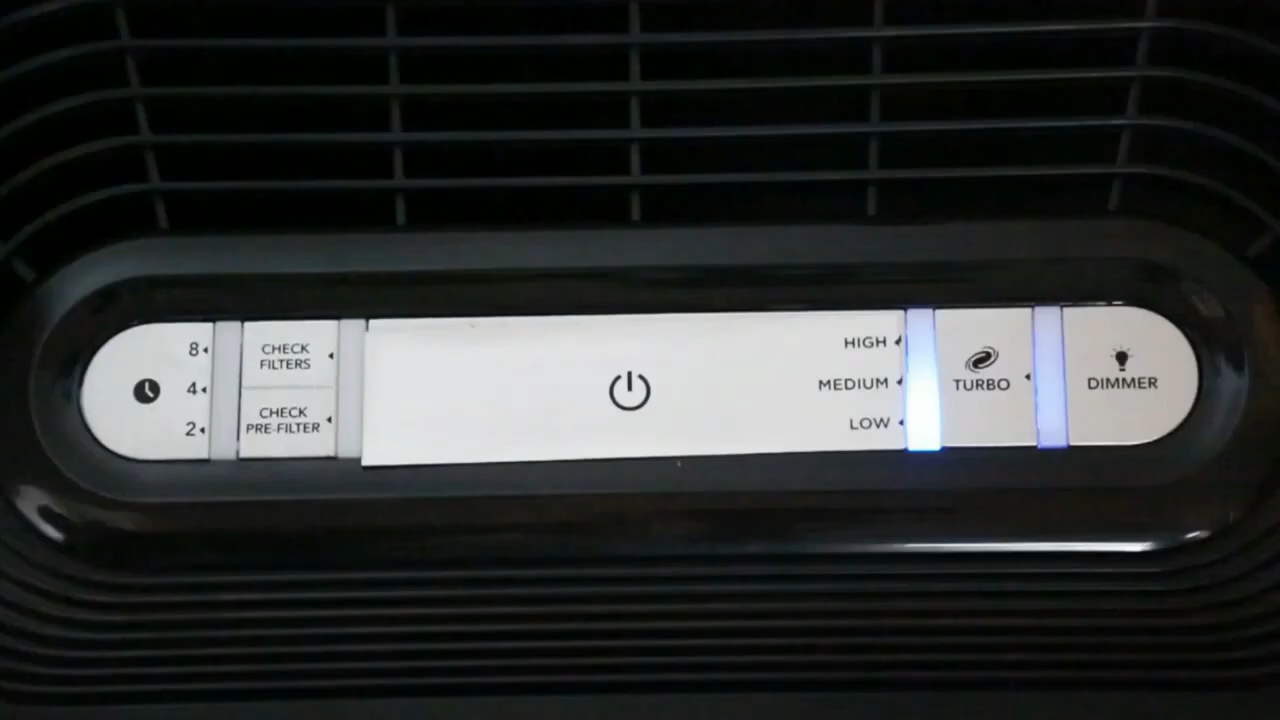 8
4
2
CHECK
FILTERS
CHECK
PRE-FILTER
HIGH
MEDIUM
LOW
TURBO
DIMMER